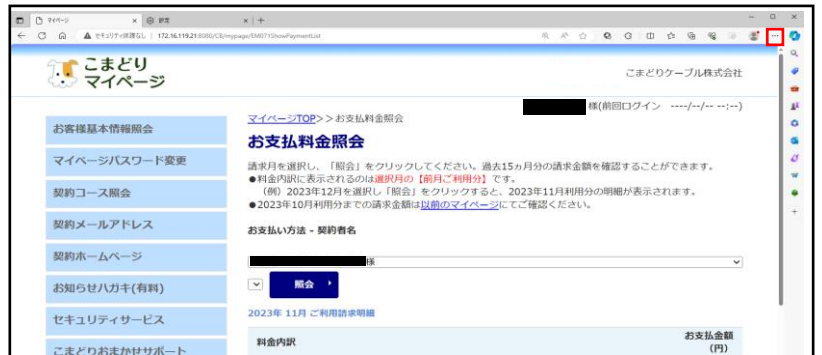 マイページ
設定
セキュリティ保護なし | 172.16.119.21:8080/CB/mypage/EM071ShowPaymentList
こまどり
マイページ
こまどりケーブル株式会社
様(前回ログイン ----/--/-- --:--)
マイページTOP>>お支払料金照会
お支払料金照会
請求月を選択し、「照会」をクリックしてください。過去15ヵ月分の請求金額を確認することができます。
●料金内訳に表示されるのは選択月の【前月ご利用分】です。
(例) 2023年12月を選択し「照会」をクリックすると、2023年11月利用分の明細が表示されます。
●2023年10月利用分までの請求金額は以前のマイページにてご確認ください。
お支払い方法 - 契約者名
様
照会
2023年 11月 ご利用請求明細
料金内訳
お支払金額
(円)
お客様基本情報照会
マイページパスワード変更
契約コース照会
契約メールアドレス
契約ホームページ
お知らせハガキ(有料)
セキュリティサービス
こまどりおまかせサポート